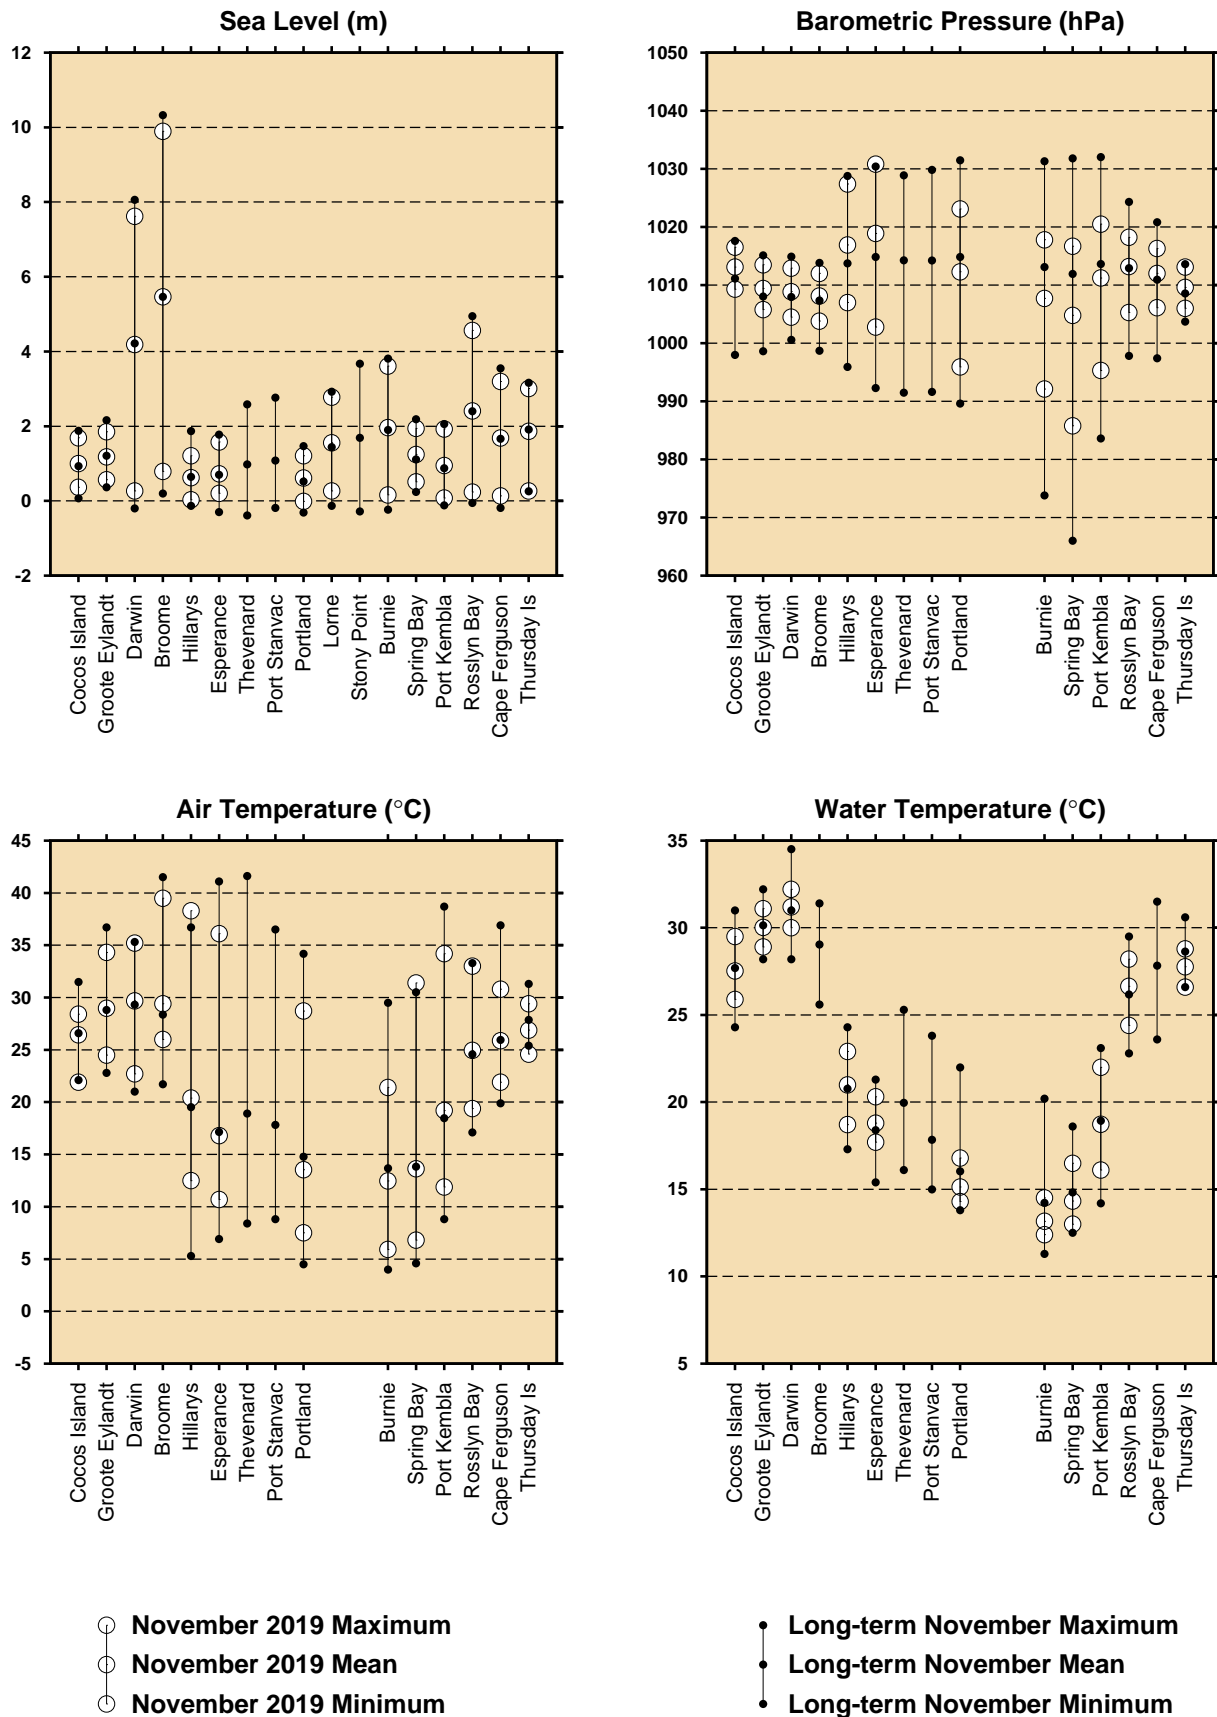 Sea Level (m)
12
10
8
6
4
2
0
-2
Cocos Island
Groote Eylandt
Darwin
Broome
Hillarys
Esperance
Thevenard
Port Stanvac
Portland
Lorne
Stony Point
Burnie
Spring Bay
Port Kembla
Rosslyn Bay
Cape Ferguson
Thursday Is
Barometric Pressure (hPa)
1050
1040
1030
1020
1010
1000
990
980
970
960
Cocos Island
Groote Eylandt
Darwin
Broome
Hillarys
Esperance
Thevenard
Port Stanvac
Portland
Burnie
Spring Bay
Port Kembla
Rosslyn Bay
Cape Ferguson
Thursday Is
Air Temperature (°C)
45
40
35
30
25
20
15
10
5
0
-5
Cocos Island
Groote Eylandt
Darwin
Broome
Hillarys
Esperance
Thevenard
Port Stanvac
Portland
Burnie
Spring Bay
Port Kembla
Rosslyn Bay
Cape Ferguson
Thursday Is
Water Temperature (°C)
35
30
25
20
15
10
5
Cocos Island
Groote Eylandt
Darwin
Broome
Hillarys
Esperance
Thevenard
Port Stanvac
Portland
Burnie
Spring Bay
Port Kembla
Rosslyn Bay
Cape Ferguson
Thursday Is
November 2019 Maximum
November 2019 Mean
November 2019 Minimum
Long-term November Maximum
Long-term November Mean
Long-term November Minimum